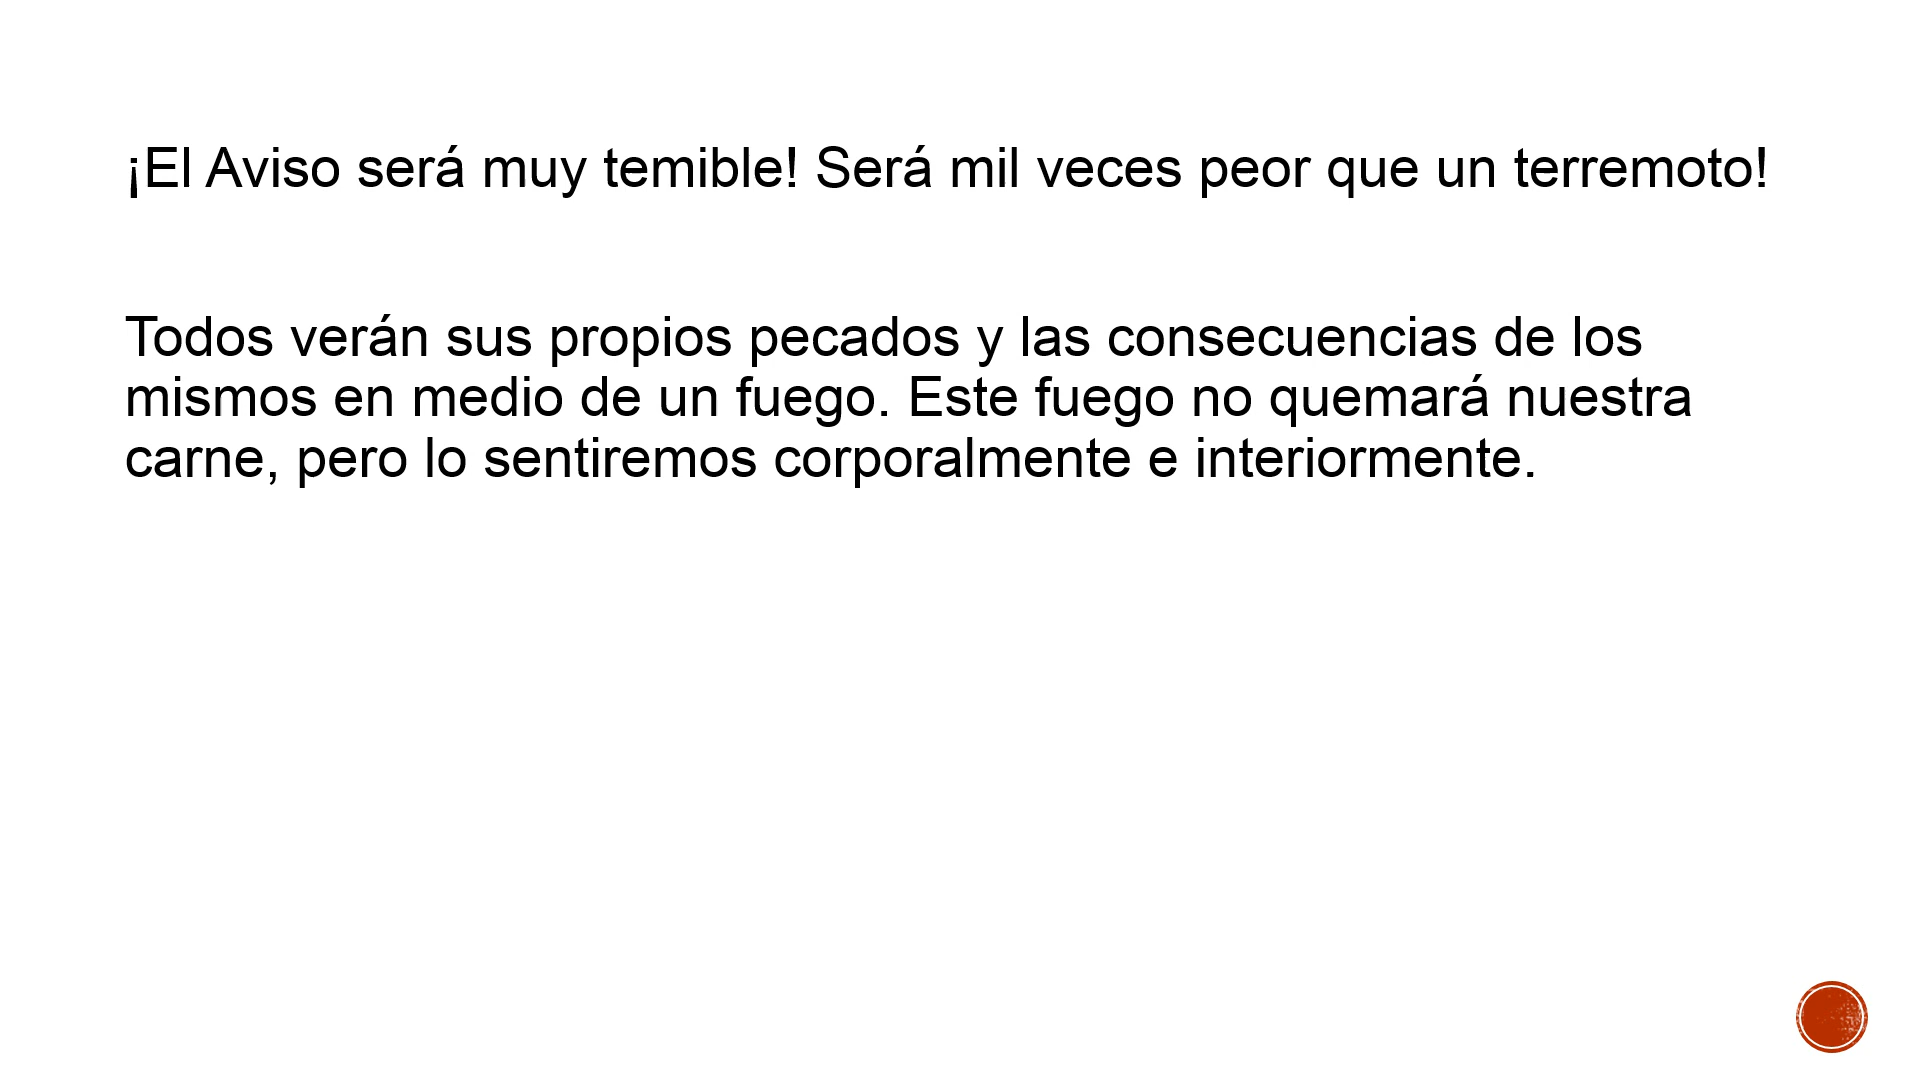 ¡El Aviso será muy temible! Será mil veces peor que un terremoto!
Todos verán sus propios pecados y las consecuencias de los
mismos en medio de un fuego. Este fuego no quemará nuestra
carne, pero lo sentiremos corporalmente e interiormente.